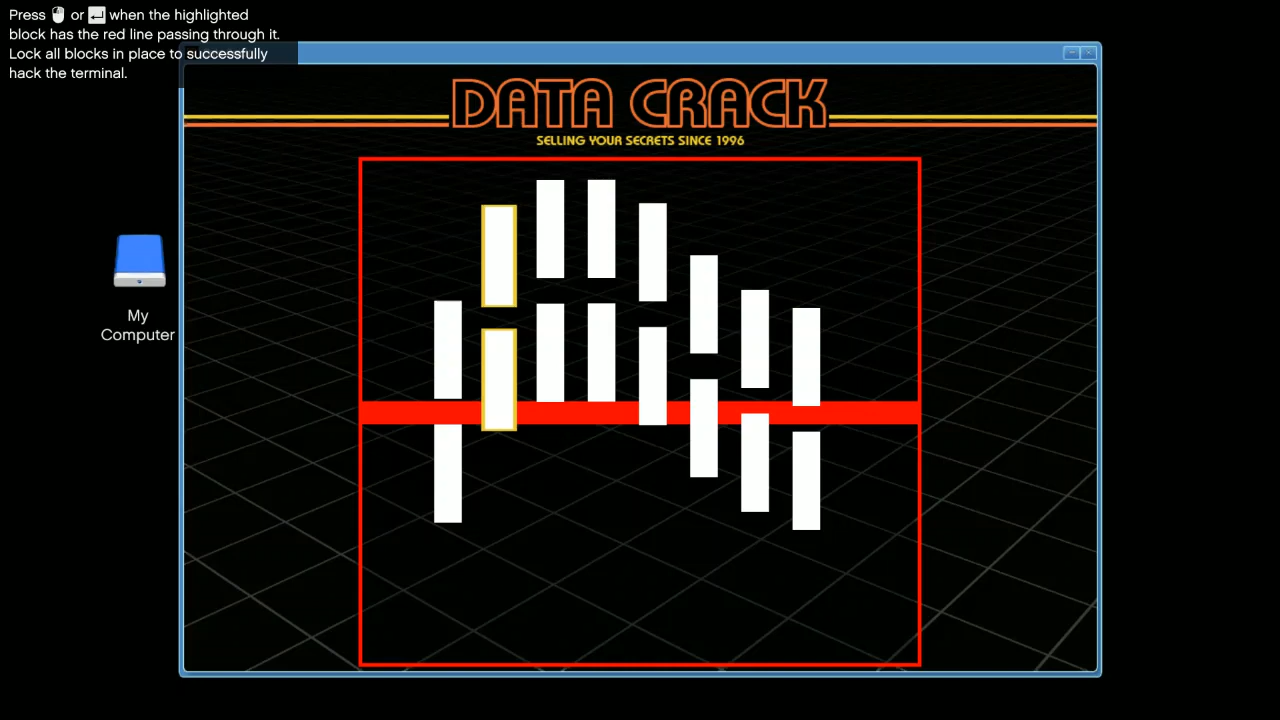 Press or when the highlighted
block has the red line passing through it.
Lock all blocks in place to successfully
hack the terminal.
DATA CRACK
SELLING YOUR SECRETS SINCE 1996
My
Computer